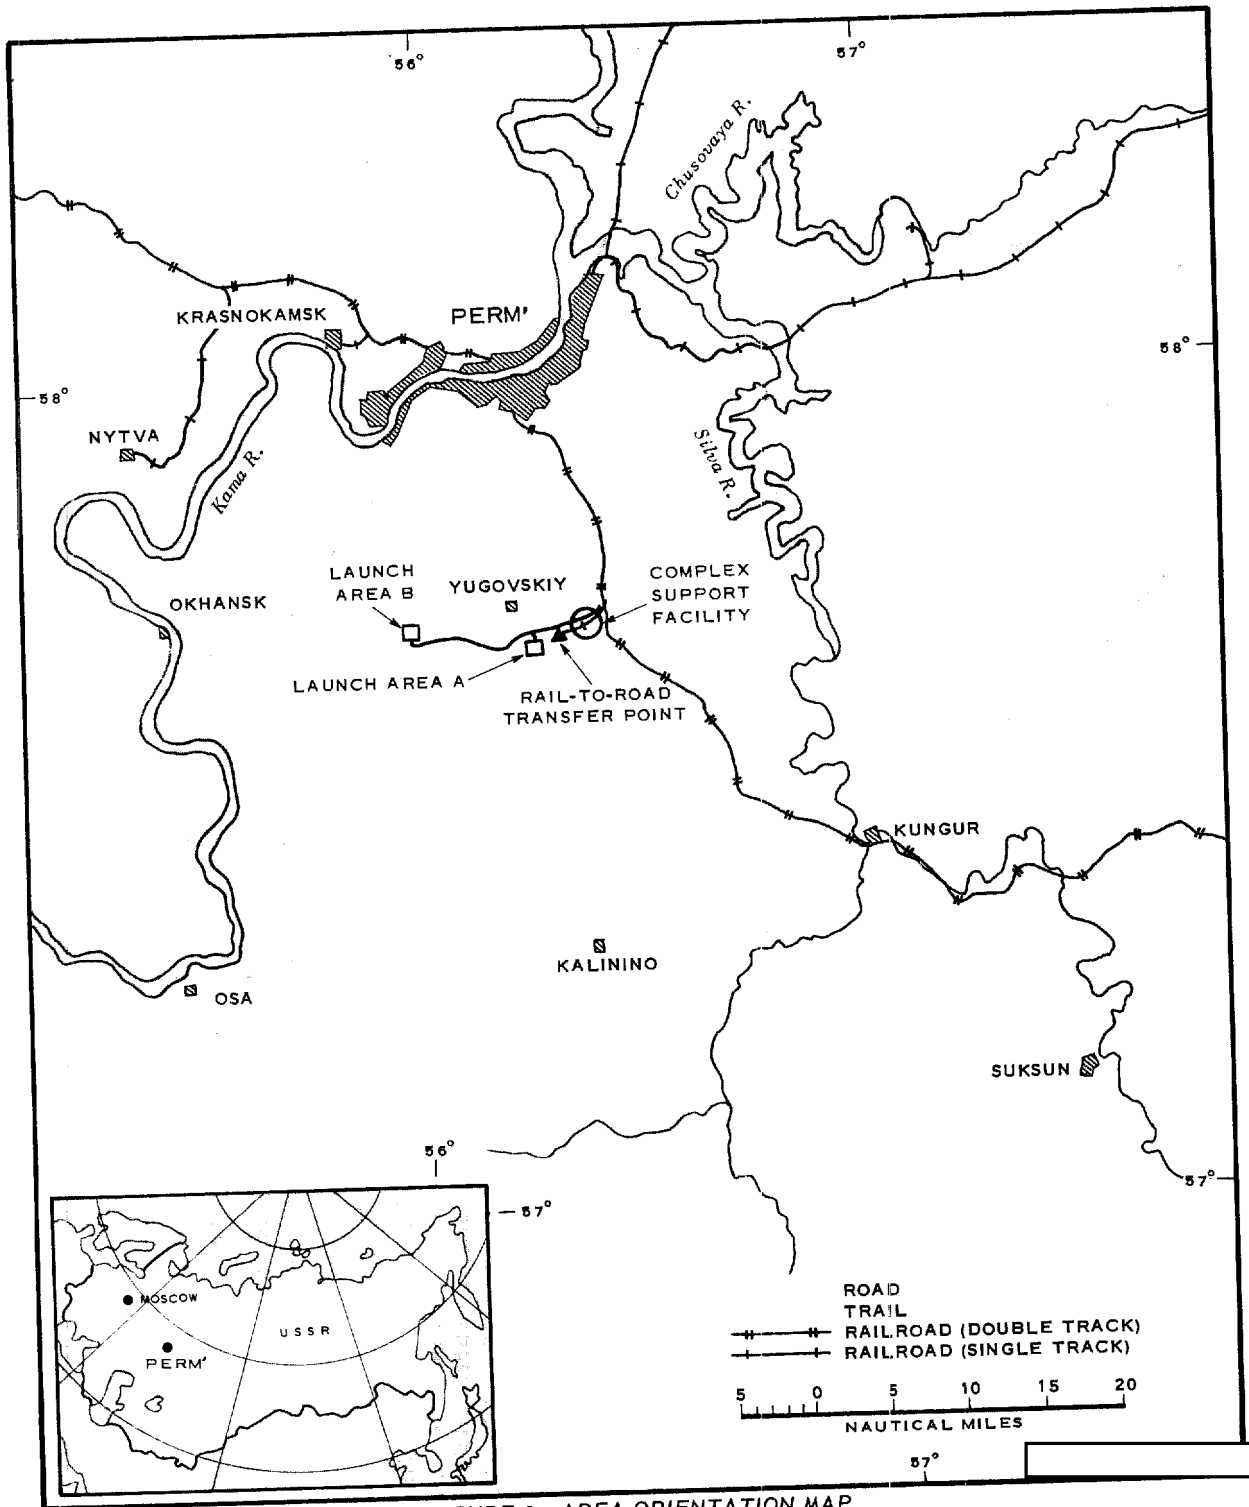 56°
57°
Chusovaya R.
KRASNOKAMSK
PERM'
58°
58°
NYTVA
Kama R.
Silva R.
LAUNCH
AREA B
YUGOVSKIY
COMPLEX
SUPPORT
FACILITY
OKHANSK
LAUNCH AREA A
RAIL-TO-ROAD
TRANSFER POINT
KUNGUR
KALININO
OSA
SUKSUN
56°
57°
57°
MOSCOW
USSR
PERM'
ROAD
TRAIL
RAILROAD (DOUBLE TRACK)
RAILROAD (SINGLE TRACK)
5 0 5 10 15 20
NAUTICAL MILES
57°
AREA ORIENTATION MAP